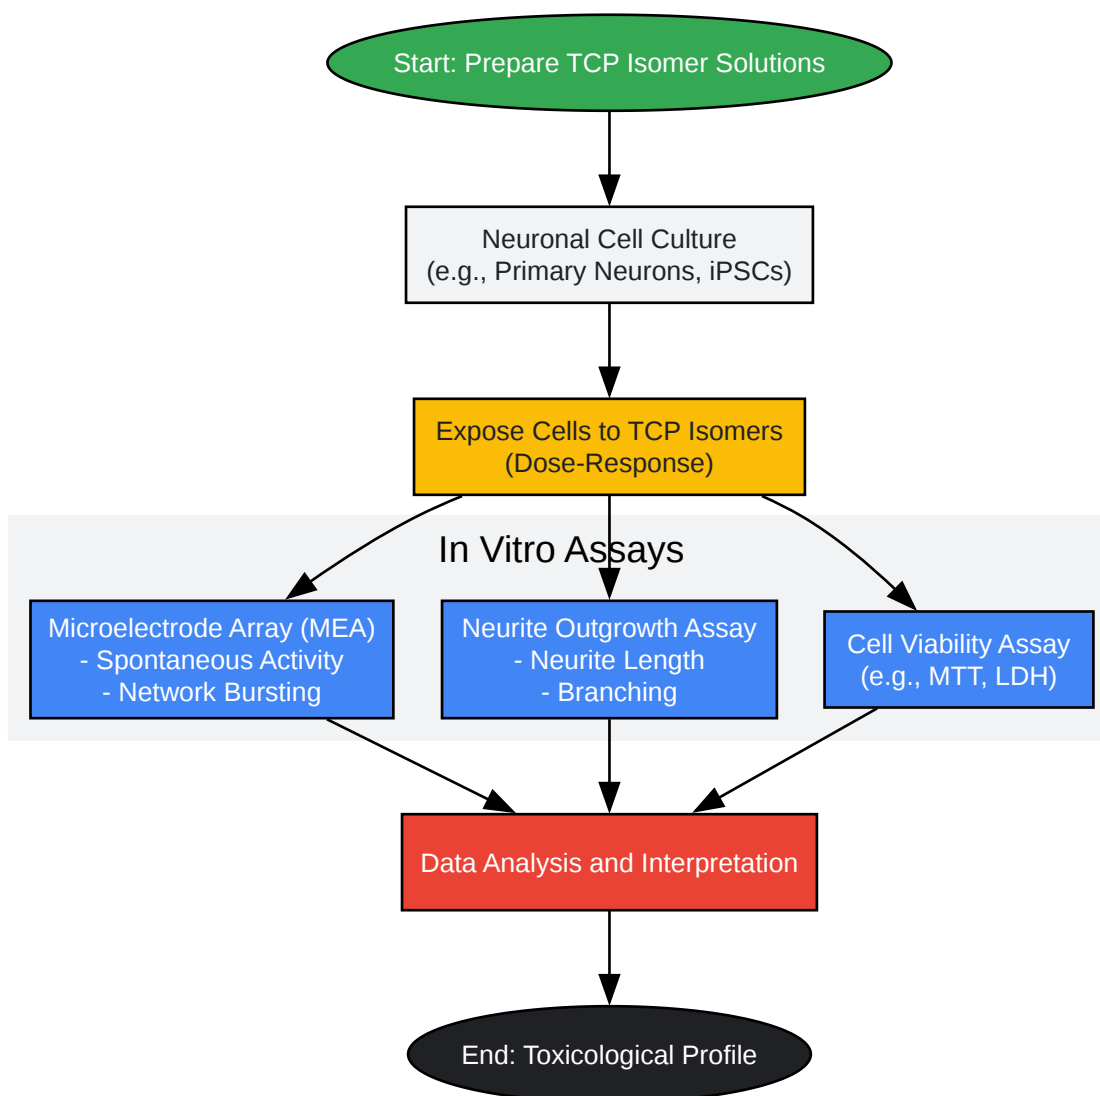 Start: Prepare TCP Isomer Solutions
Neuronal Cell Culture
(e.g., Primary Neurons, iPSCs)
Expose Cells to TCP Isomers
(Dose-Response)
In Vitro Assays
Microelectrode Array (MEA)
- Spontaneous Activity
- Network Bursting
Neurite Outgrowth Assay
- Neurite Length
- Branching
Cell Viability Assay
(e.g., MTT, LDH)
Data Analysis and Interpretation
End: Toxicological Profile